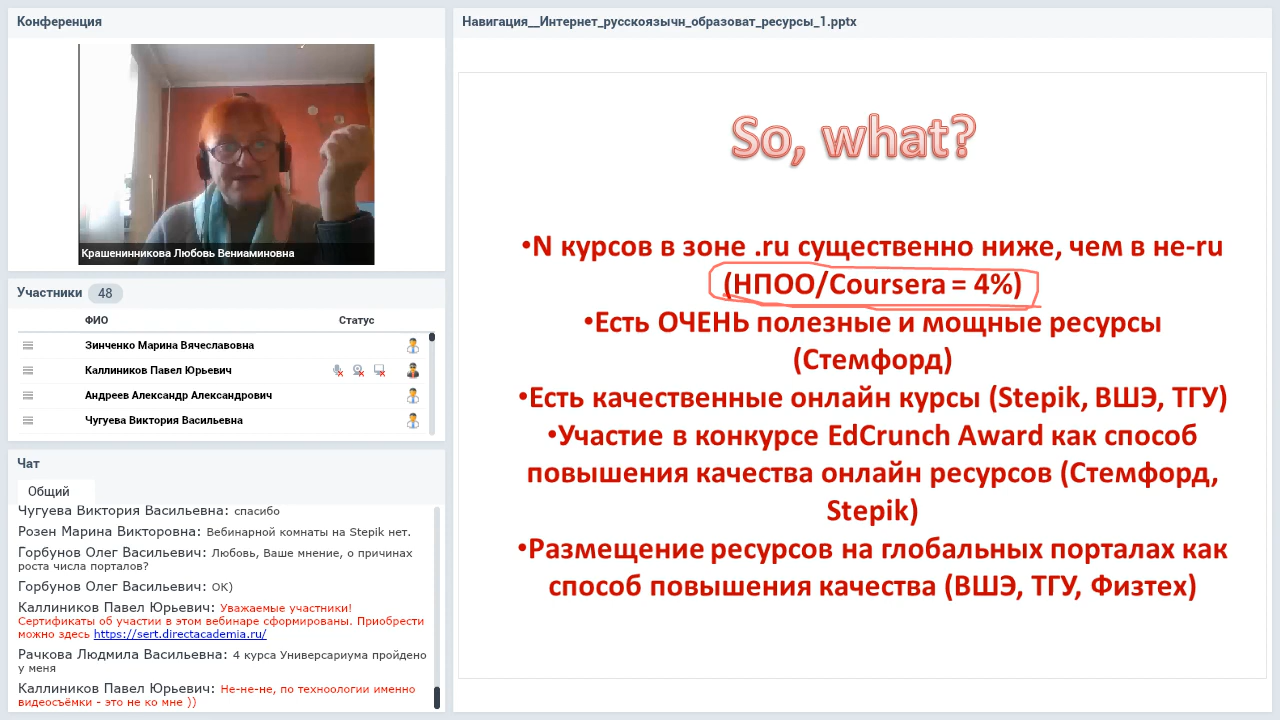 Конференция
Крашенинникова Любовь Вениаминовна
Участники 48
ФИО Статус
Зинченко Марина Вячеславовна
Каллиников Павел Юрьевич
Андреев Александр Александрович
Чугуева Виктория Васильевна
Чат
Общий
Чугуева Виктория Васильевна: спасибо
Розен Марина Викторовна: Вебинарной комнаты на Stepik нет.
Горбунов Олег Васильевич: Любовь, Ваше мнение, о причинах
роста числа порталов?
Горбунов Олег Васильевич: ОК)
Каллиников Павел Юрьевич: Уважаемые участники!
Сертификаты об участии в этом вебинаре сформированы. Приобрести
можно здесь https://sert.directacademia.ru/
Рачкова Людмила Васильевна: 4 курса Универсариума пройдено
у меня
Каллиников Павел Юрьевич: Не-не-не, по техноологии именно
видеосъёмки - это не ко мне ))
Навигация__Интернет_русскоязычн_образоват_ресурсы_1.pptx
So, what?
•N курсов в зоне .ru существенно ниже, чем в не-ru
(НПОО/Coursera = 4%)
•Есть ОЧЕНЬ полезные и мощные ресурсы
(Стемфорд)
•Есть качественные онлайн курсы (Stepik, ВШЭ, ТГУ)
•Участие в конкурсе EdCrunch Award как способ
повышения качества онлайн ресурсов (Стемфорд,
Stepik)
•Размещение ресурсов на глобальных порталах как
способ повышения качества (ВШЭ, ТГУ, Физтех)